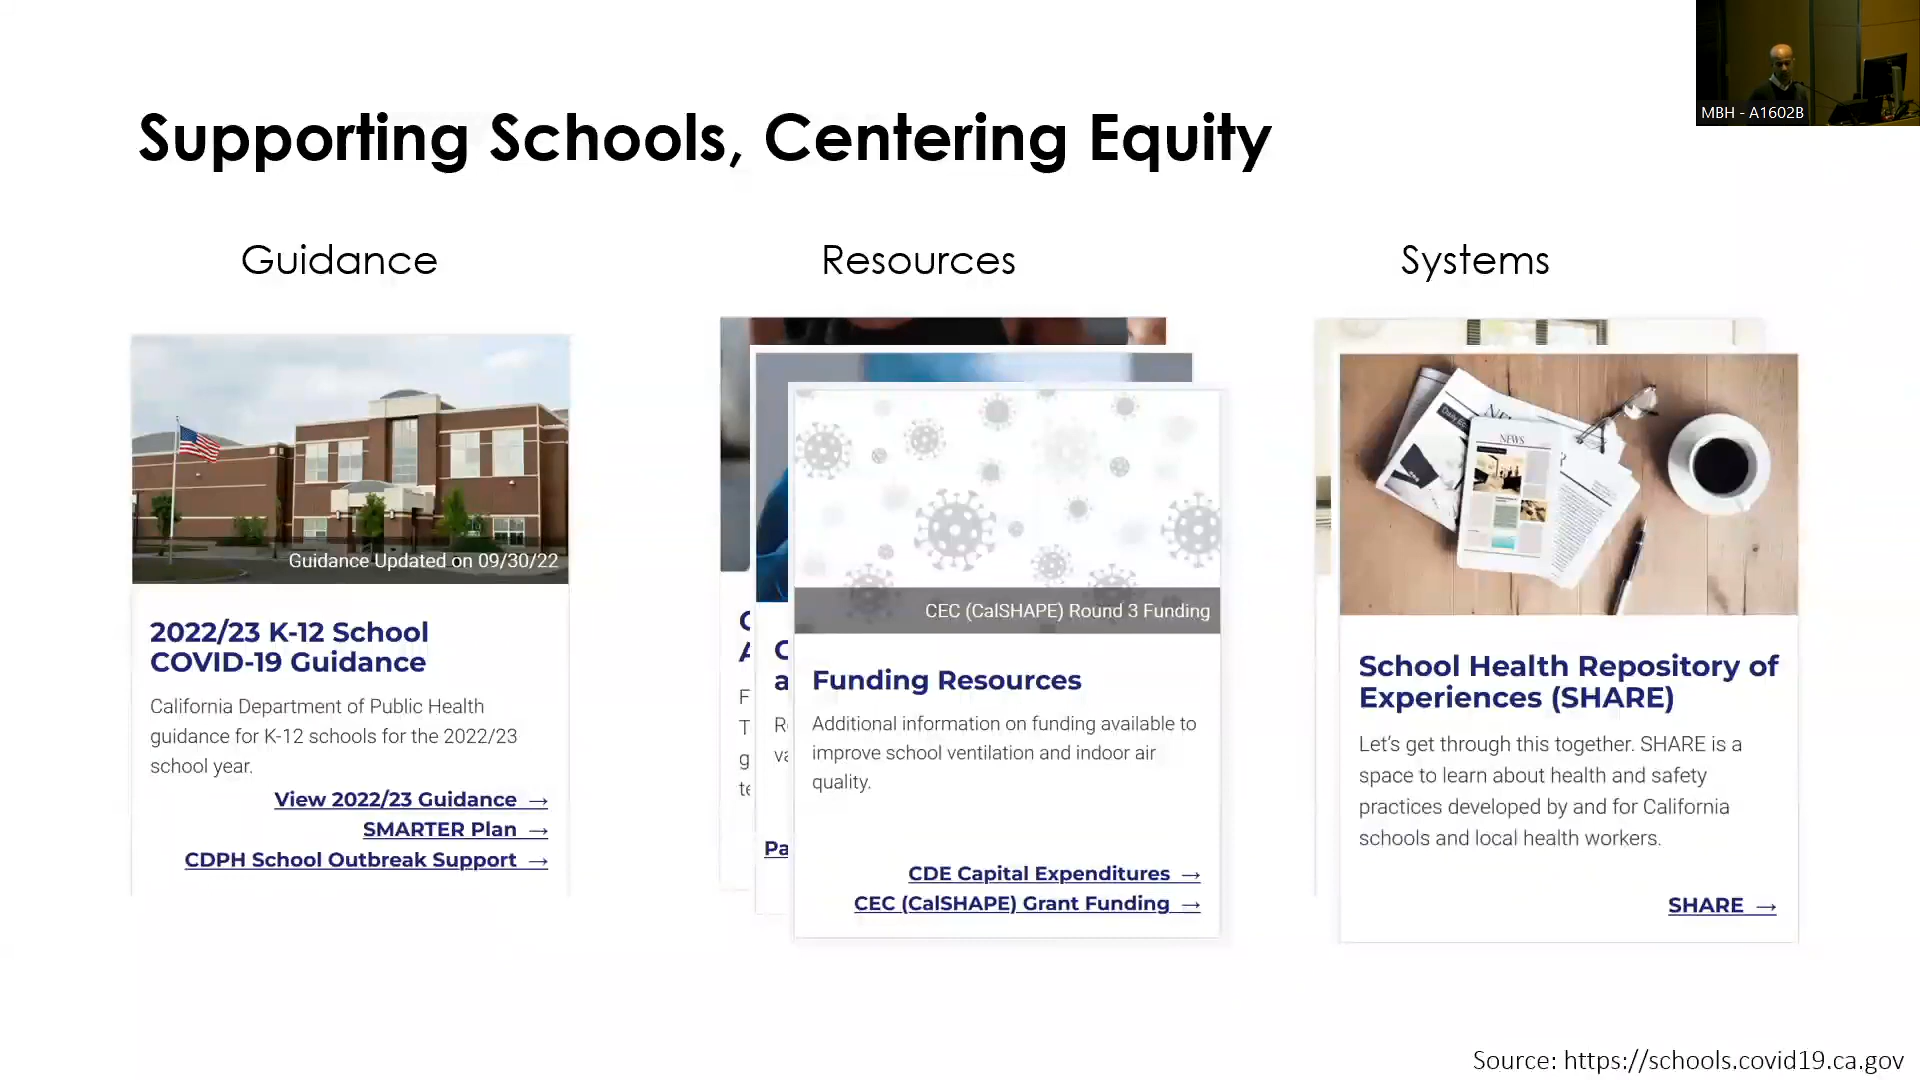 MBH - A1602B
Supporting Schools, Centering Equity
Guidance
Guidance Updated on 09/30/22
2022/23 K-12 School
COVID-19 Guidance
California Department of Public Health
guidance for K-12 schools for the 2022/23
school year.
View 2022/23 Guidance →
SMARTER Plan →
CDPH School Outbreak Support →
Resources
Pa
CEC (CalSHAPE) Round 3 Funding
Funding Resources
Additional information on funding available to
improve school ventilation and indoor air
quality.
CDE Capital Expenditures →
CEC (CalSHAPE) Grant Funding →
Systems
NEWS
School Health Repository of
Experiences (SHARE)
Let's get through this together. SHARE is a
space to learn about health and safety
practices developed by and for California
schools and local health workers.
SHARE →
Source: https://schools.covid19.ca.gov